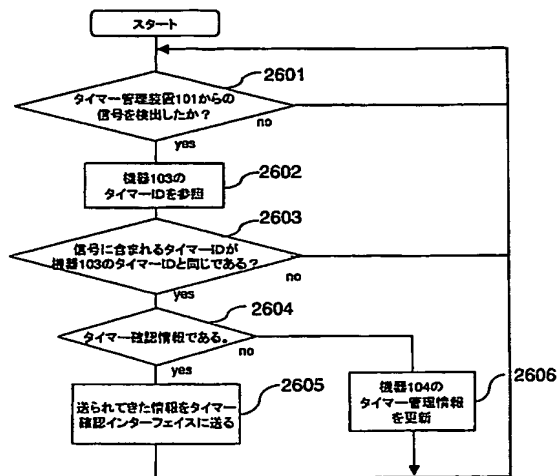 スタート
2601
タイマー管理装置101からの
信号を検出したか？
no
yes
機器103の
タイマーIDを参照
2602
2603
信号に含まれるタイマーIDが
機器103のタイマーIDと同じである？
no
yes
2604
タイマー確認情報である。
no
yes
2605
送られてきた情報をタイマー
確認インターフェイスに送る
2606
機器104の
タイマー管理情報
を更新